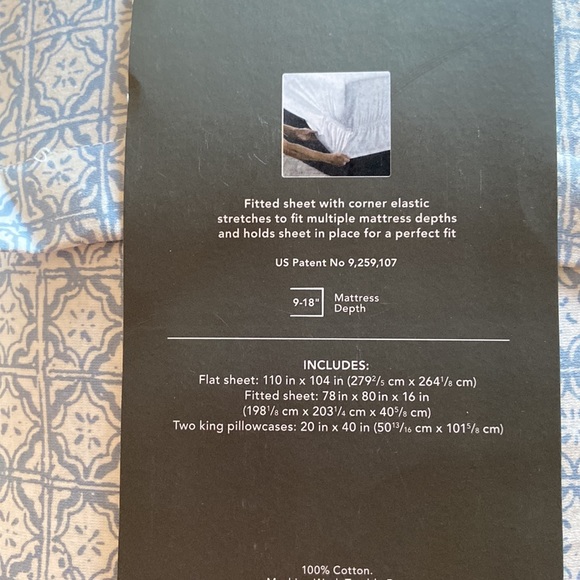 Fitted sheet with corner elastic
stretches to fit multiple mattress depths
and holds sheet in place for a perfect fit
US Patent No 9,259,107
9-18" Mattress
Depth
INCLUDES:
Flat sheet: 110 in x 104 in (279²/₅ cm x 264¹/₈ cm)
Fitted sheet: 78 in x 80 in x 16 in
(198¹/₈ cm x 203¹/₄ cm x 40⁵/₈ cm)
Two king pillowcases: 20 in x 40 in (50¹³/₁₆ cm x 101⁵/₈ cm)
100% Cotton.